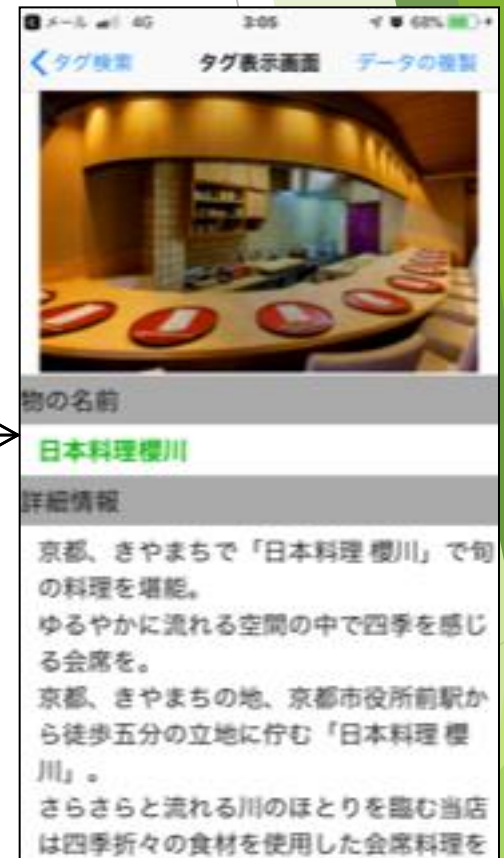 メール 4G 3:05 68%
タグ検索 タグ表示画面 データの複製
物の名前
日本料理櫻川
詳細情報
京都、きやまちで「日本料理 櫻川」で旬
の料理を堪能。
ゆるやかに流れる空間の中で四季を感じ
る会席を。
京都、きやまちの地、京都市役所前駅か
ら徒歩五分の立地に佇む「日本料理 櫻
川」。
さらさらと流れる川のほとりを臨む当店
は四季折々の食材を使用した会席料理を